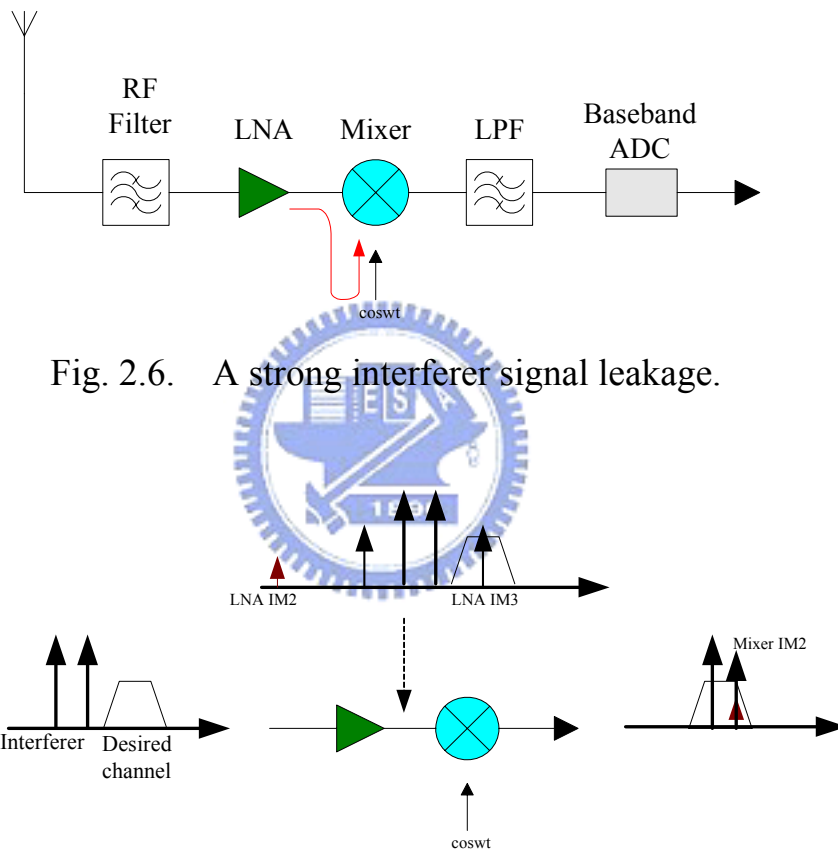 RF
Filter
LNA
Mixer
LPF
Baseband
ADC
coswt
Fig. 2.6. A strong interferer signal leakage.
E S A
1896
LNA IM2
LNA IM3
Mixer IM2
Interferer
Desired
channel
coswt